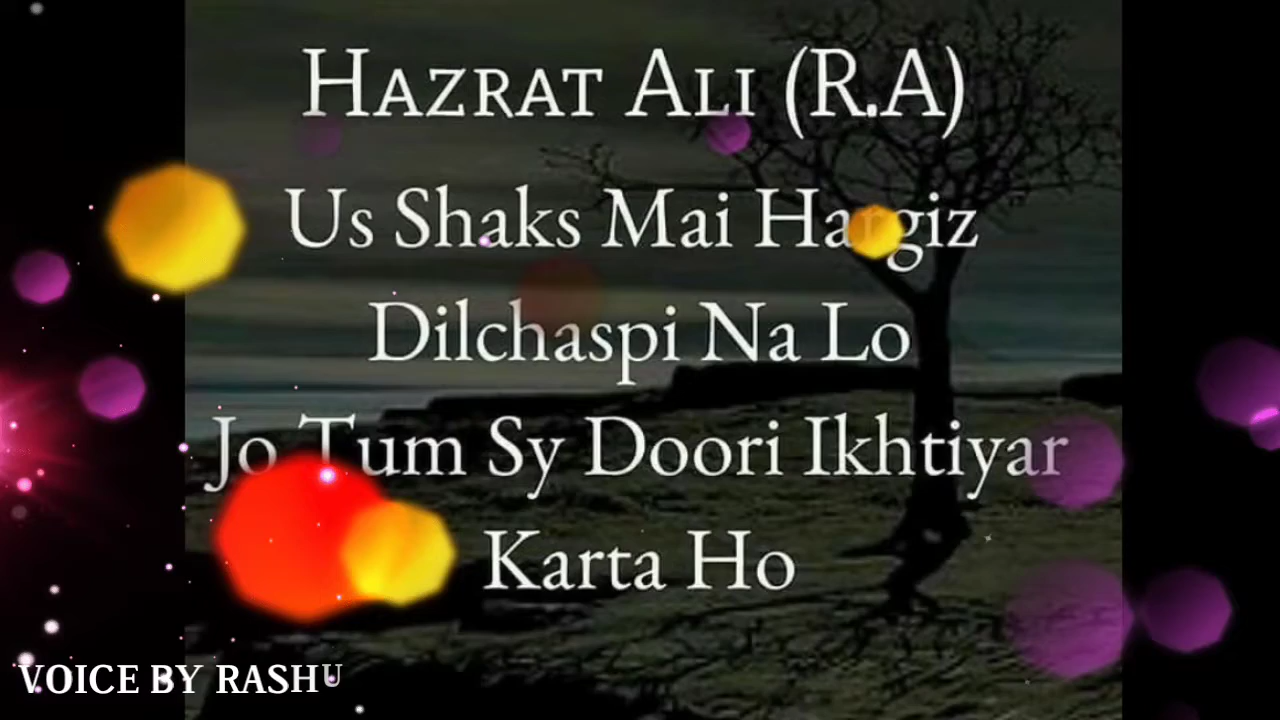 Hazrat Ali (R.A)
Us Shaks Mai Hargiz
Dilchaspi Na Lo
Jo Tum Sy Doori Ikhtiyar
Karta Ho
VOICE BY RASHU